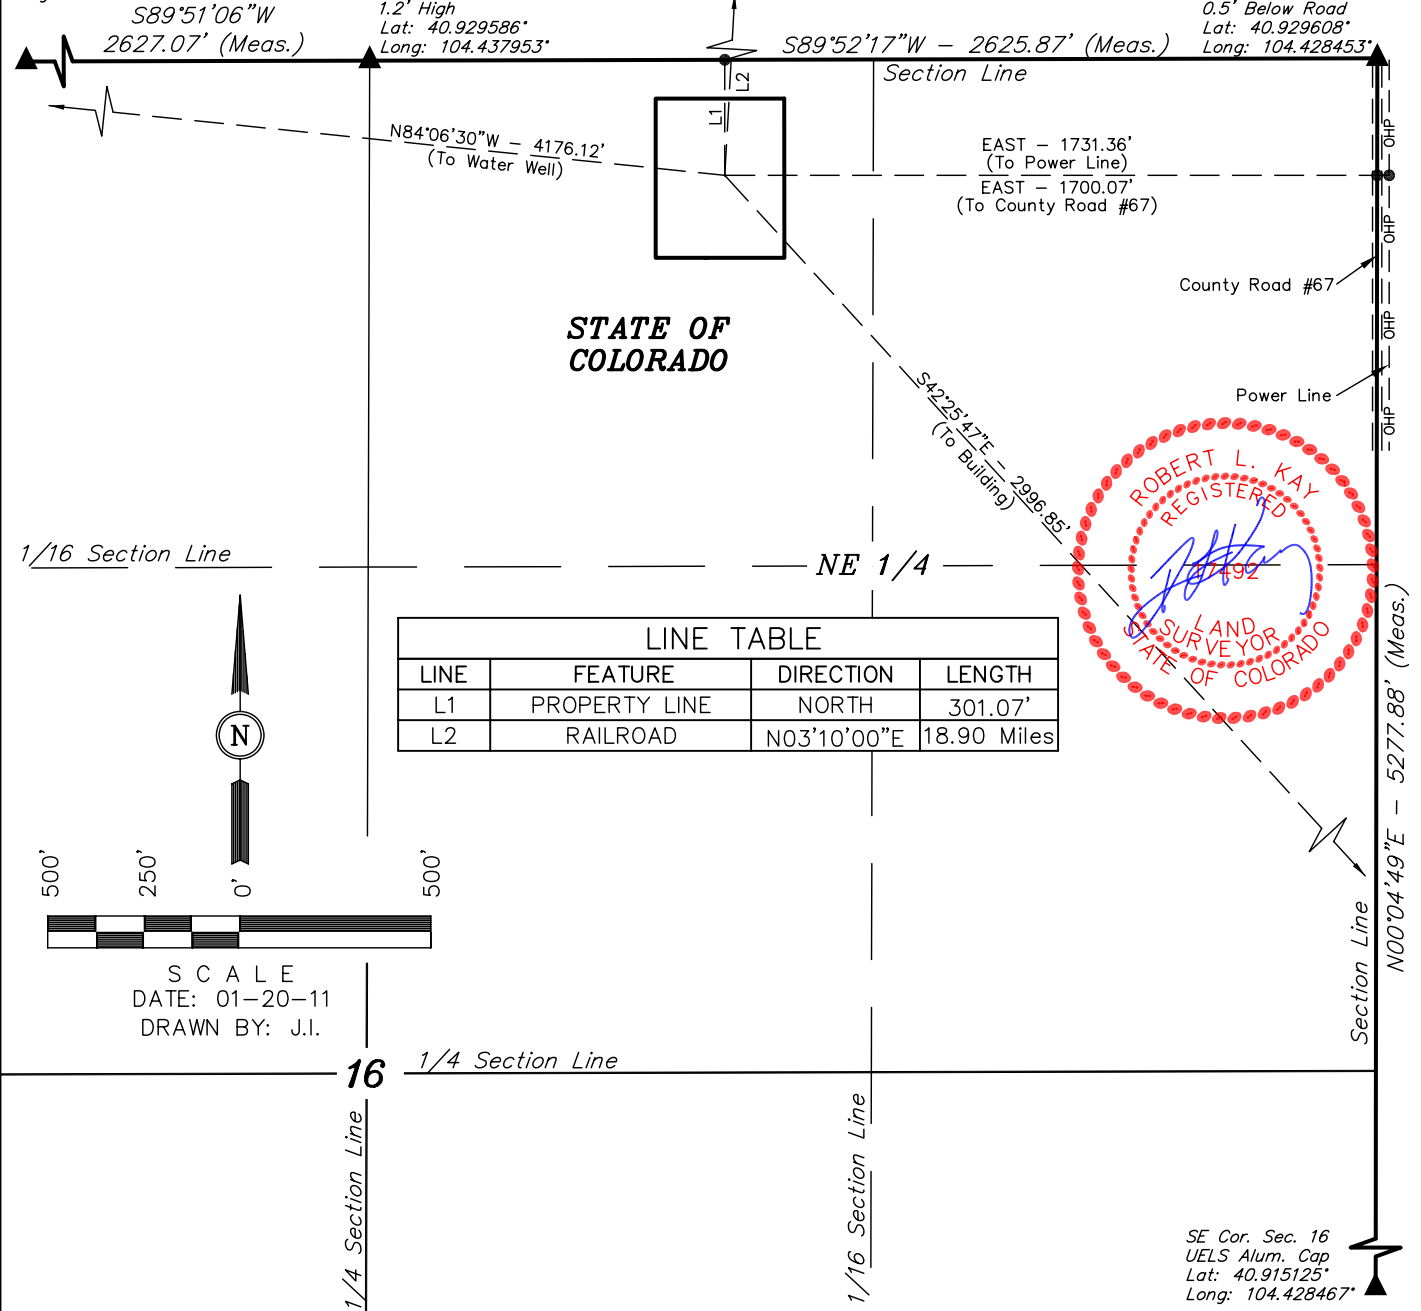 S89°51'06"W
2627.07' (Meas.)
1.2' High
Lat: 40.929586°
Long: 104.437953°
S89°52'17"W – 2625.87' (Meas.)
0.5' Below Road
Lat: 40.929608°
Long: 104.428453°
Section Line
L2
L1
N84°06'30"W – 4176.12'
(To Water Well)
EAST – 1731.36'
(To Power Line)
EAST – 1700.07'
(To County Road #67)
OHP
OHP
OHP
OHP
County Road #67
Power Line
STATE OF
COLORADO
S42°25'47"E – 2996.85'
(To Building)
ROBERT L. KAY
REGISTERED
17492
LAND
SURVEYOR
STATE OF COLORADO
1/16 Section Line
NE 1/4
LINE TABLE
LINE FEATURE DIRECTION LENGTH
L1 PROPERTY LINE NORTH 301.07'
L2 RAILROAD N03°10'00"E 18.90 Miles
N
N00°04'49"E – 5277.88' (Meas.)
Section Line
500' 250' 0' 500'
SCALE
DATE: 01-20-11
DRAWN BY: J.I.
16
1/4 Section Line
1/4 Section Line
1/16 Section Line
SE Cor. Sec. 16
UELS Alum. Cap
Lat: 40.915125°
Long: 104.428467°